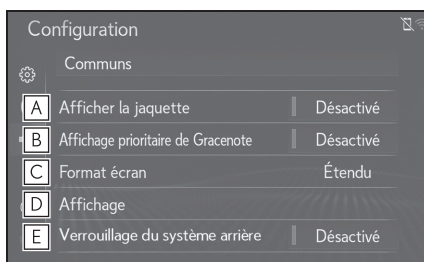 Configuration
Communs
A Afficher la jaquette Désactivé
B Affichage prioritaire de Gracenote Désactivé
C Format écran Étendu
D Affichage
E Verrouillage du système arrière Désactivé